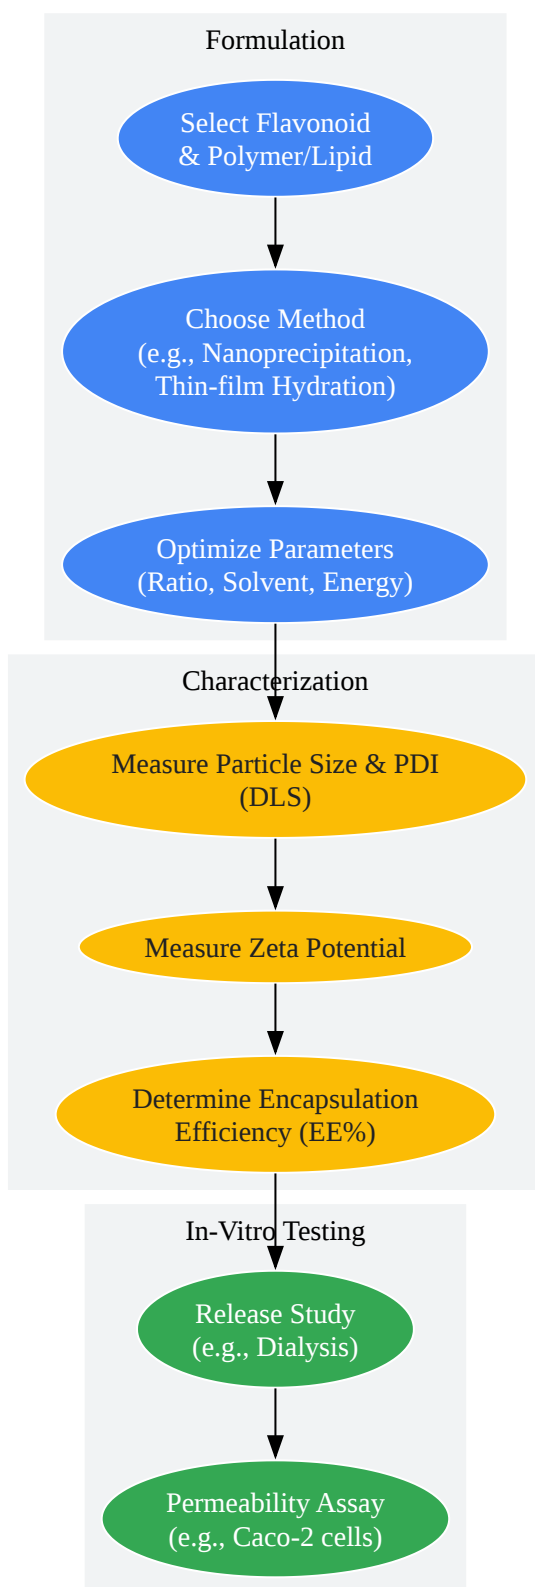 Formulation
Select Flavonoid
& Polymer/Lipid
Choose Method
(e.g., Nanoprecipitation,
Thin-film Hydration)
Optimize Parameters
(Ratio, Solvent, Energy)
Characterization
Measure Particle Size & PDI
(DLS)
Measure Zeta Potential
Determine Encapsulation
Efficiency (EE%)
In-Vitro Testing
Release Study
(e.g., Dialysis)
Permeability Assay
(e.g., Caco-2 cells)